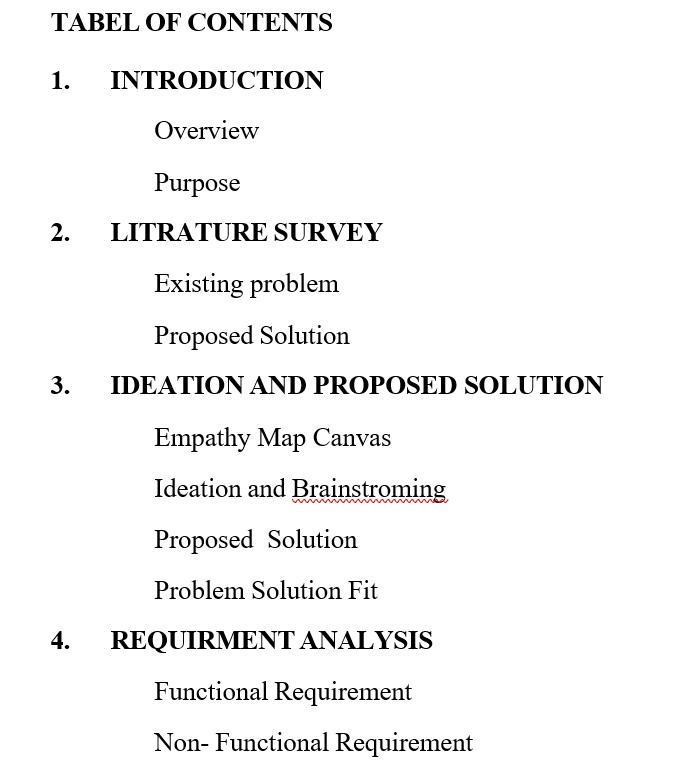 TABEL OF CONTENTS
1. INTRODUCTION
Overview
Purpose
2. LITRATURE SURVEY
Existing problem
Proposed Solution
3. IDEATION AND PROPOSED SOLUTION
Empathy Map Canvas
Ideation and Brainstroming
Proposed  Solution
Problem Solution Fit
4. REQUIRMENT ANALYSIS
Functional Requirement
Non- Functional Requirement